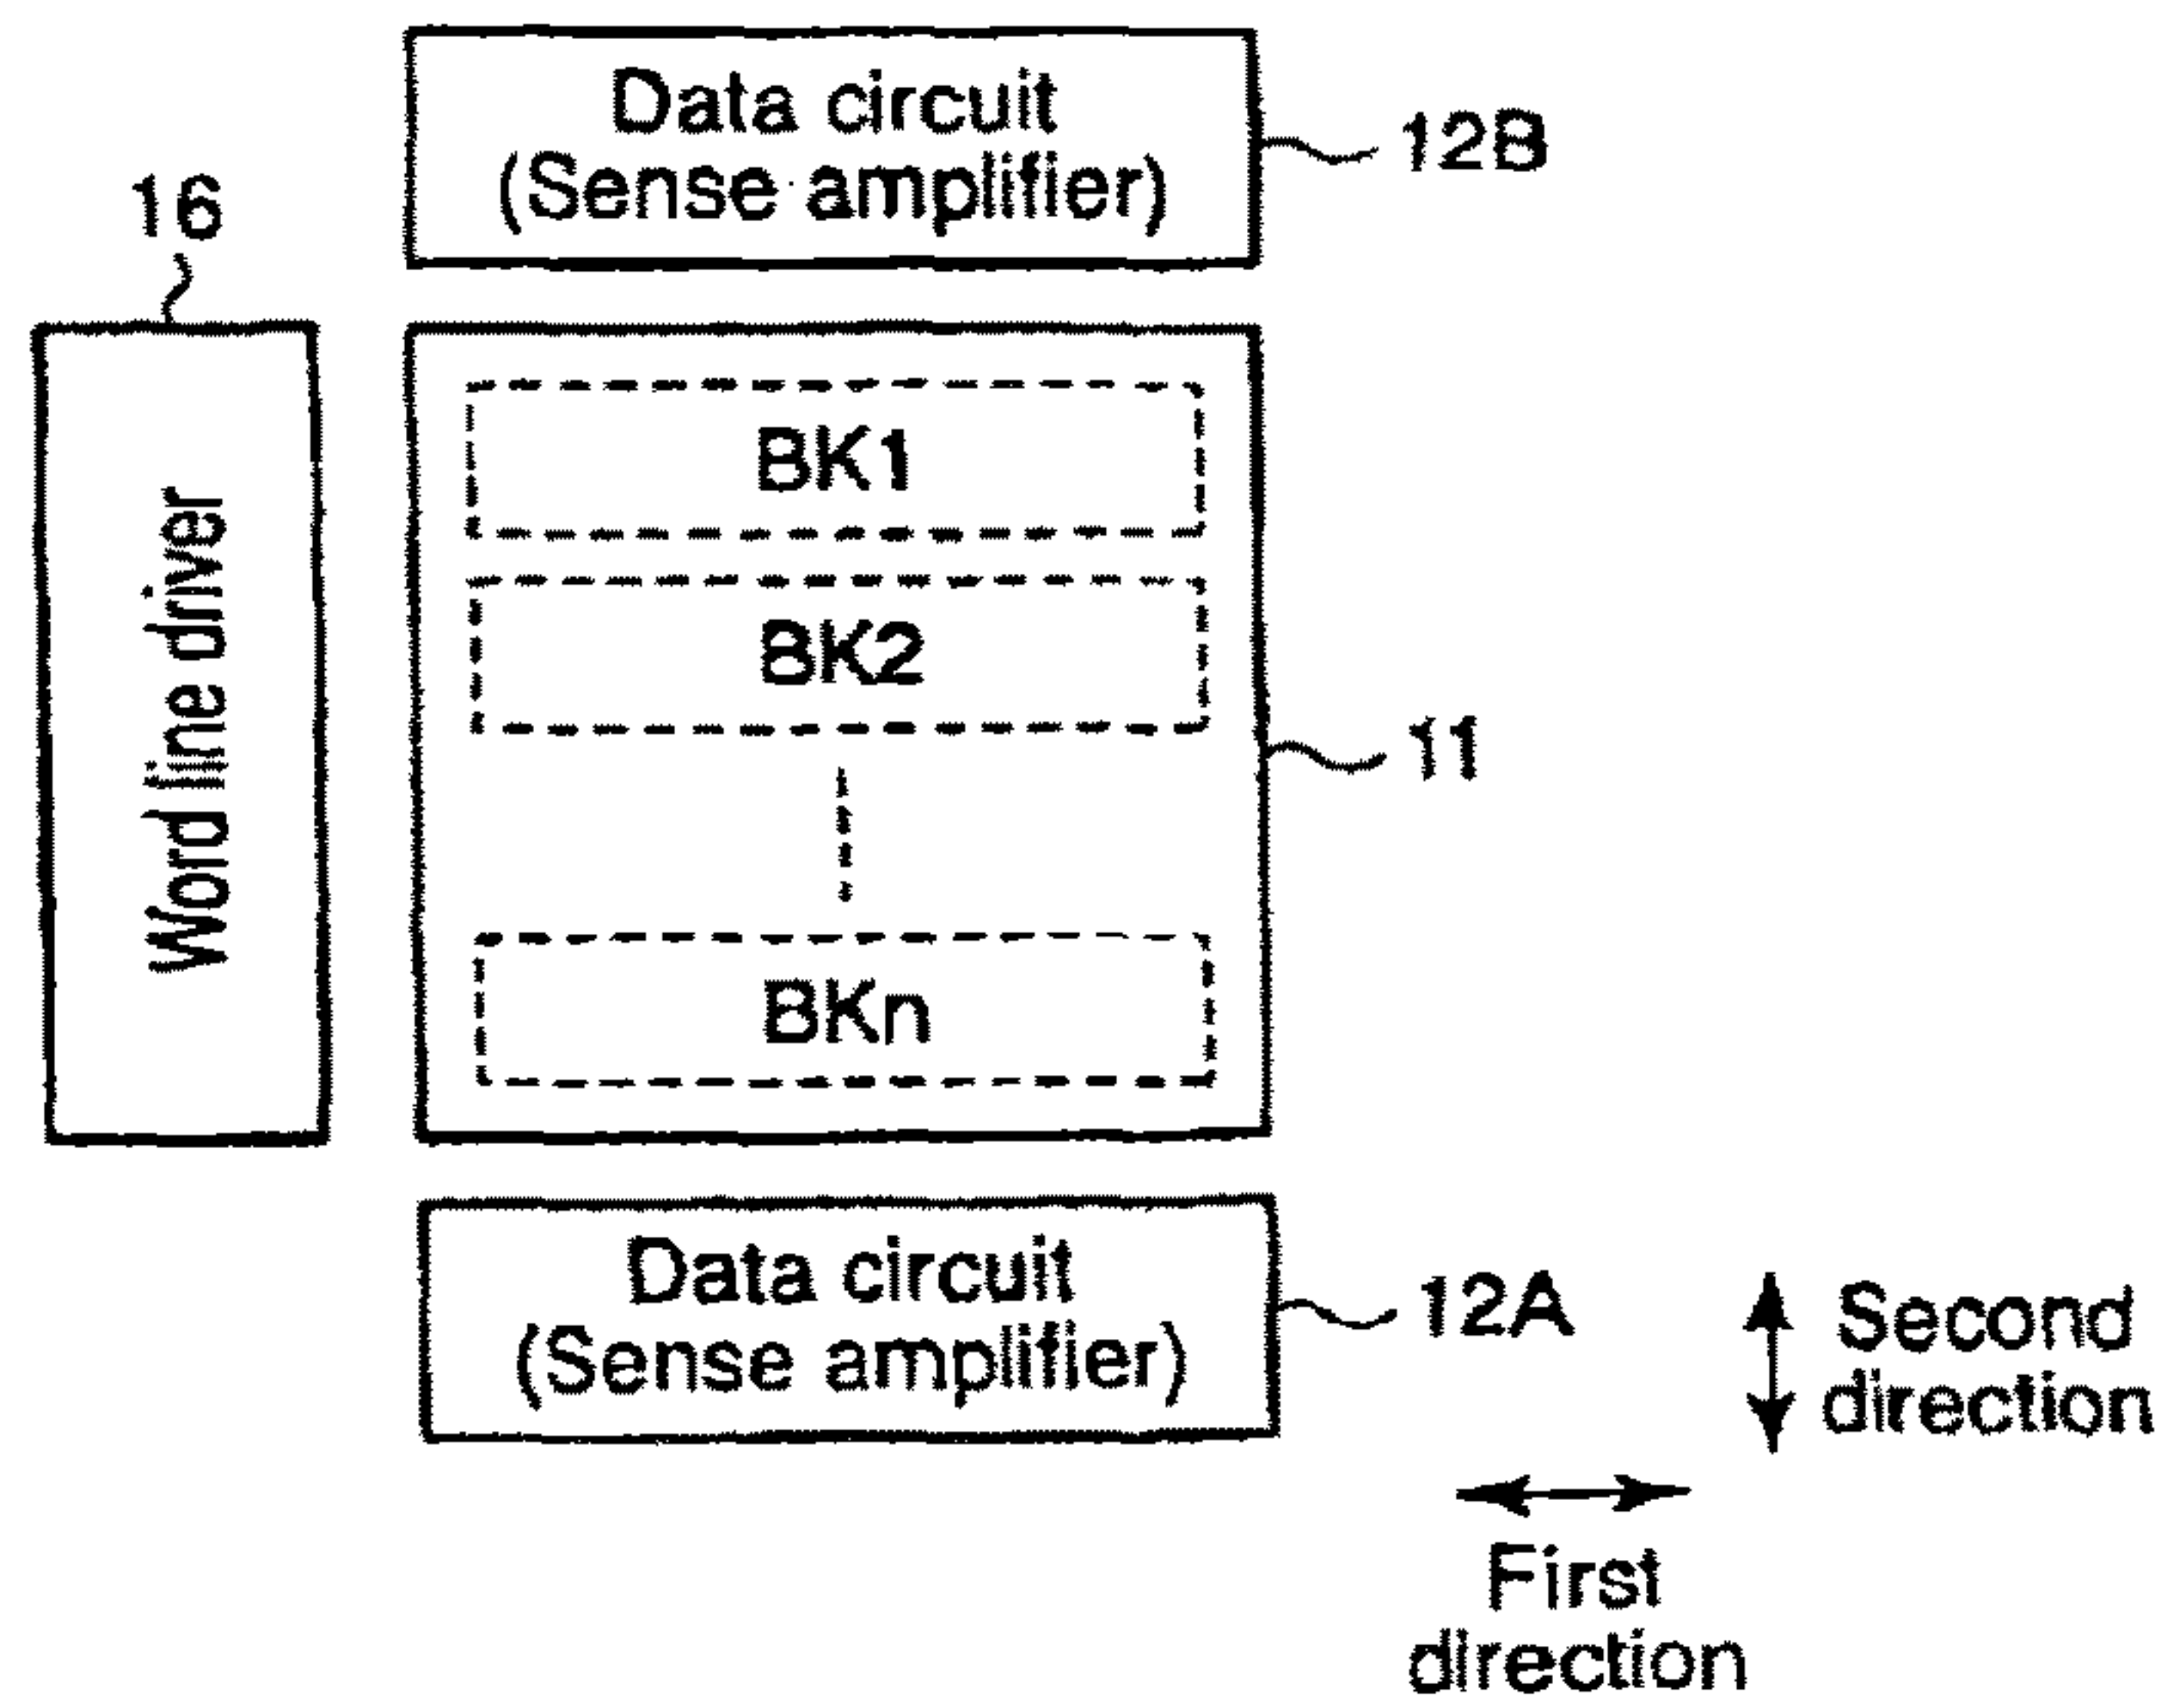 Data circuit
(Sense amplifier)
12B
16
Word line driver
BK1
BK2
11
BKn
Data circuit
(Sense amplifier)
12A
Second
direction
First
direction